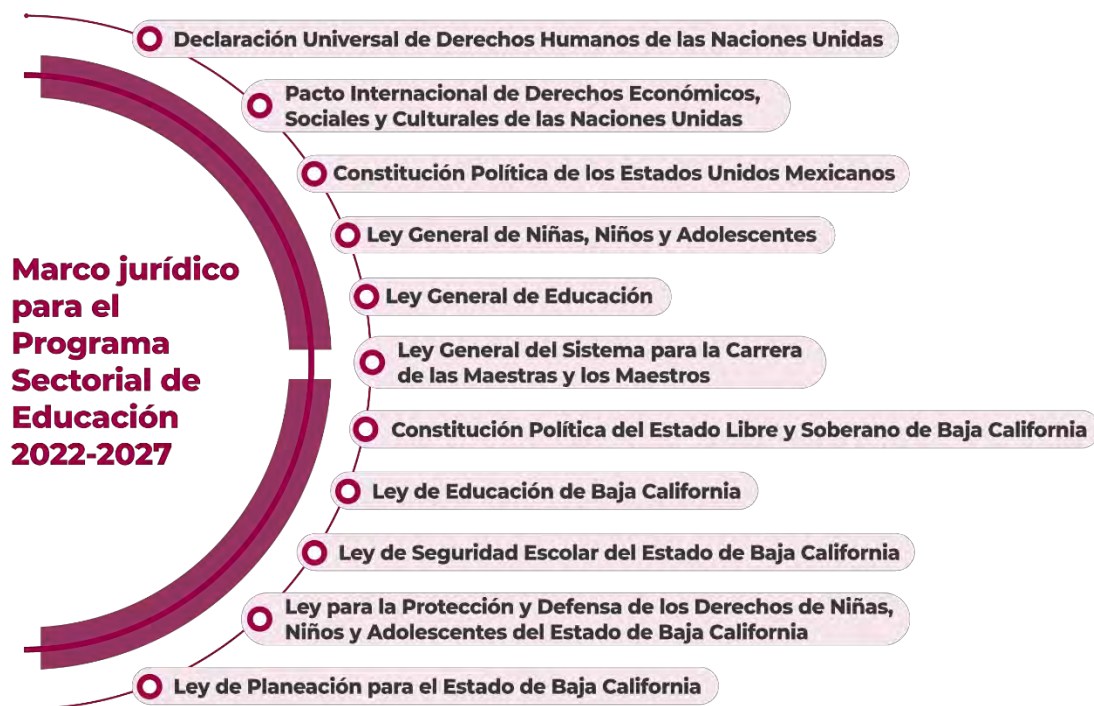 Marco jurídico
para el
Programa
Sectorial de
Educación
2022-2027
Declaración Universal de Derechos Humanos de las Naciones Unidas
Pacto Internacional de Derechos Económicos,
Sociales y Culturales de las Naciones Unidas
Constitución Política de los Estados Unidos Mexicanos
Ley General de Niñas, Niños y Adolescentes
Ley General de Educación
Ley General del Sistema para la Carrera
de las Maestras y los Maestros
Constitución Política del Estado Libre y Soberano de Baja California
Ley de Educación de Baja California
Ley de Seguridad Escolar del Estado de Baja California
Ley para la Protección y Defensa de los Derechos de Niñas,
Niños y Adolescentes del Estado de Baja California
Ley de Planeación para el Estado de Baja California